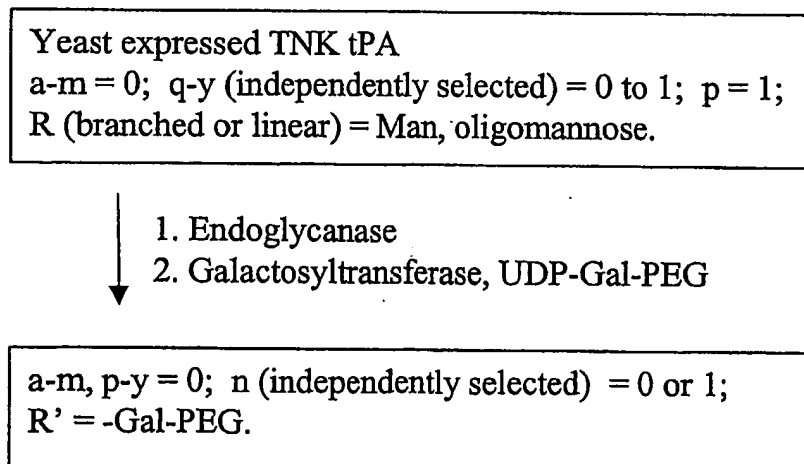 Yeast expressed TNK tPA
a-m = 0; q-y (independently selected) = 0 to 1; p = 1;
R (branched or linear) = Man, oligomannose.
1. Endoglycanase
2. Galactosyltransferase, UDP-Gal-PEG
a-m, p-y = 0; n (independently selected) = 0 or 1;
R' = -Gal-PEG.